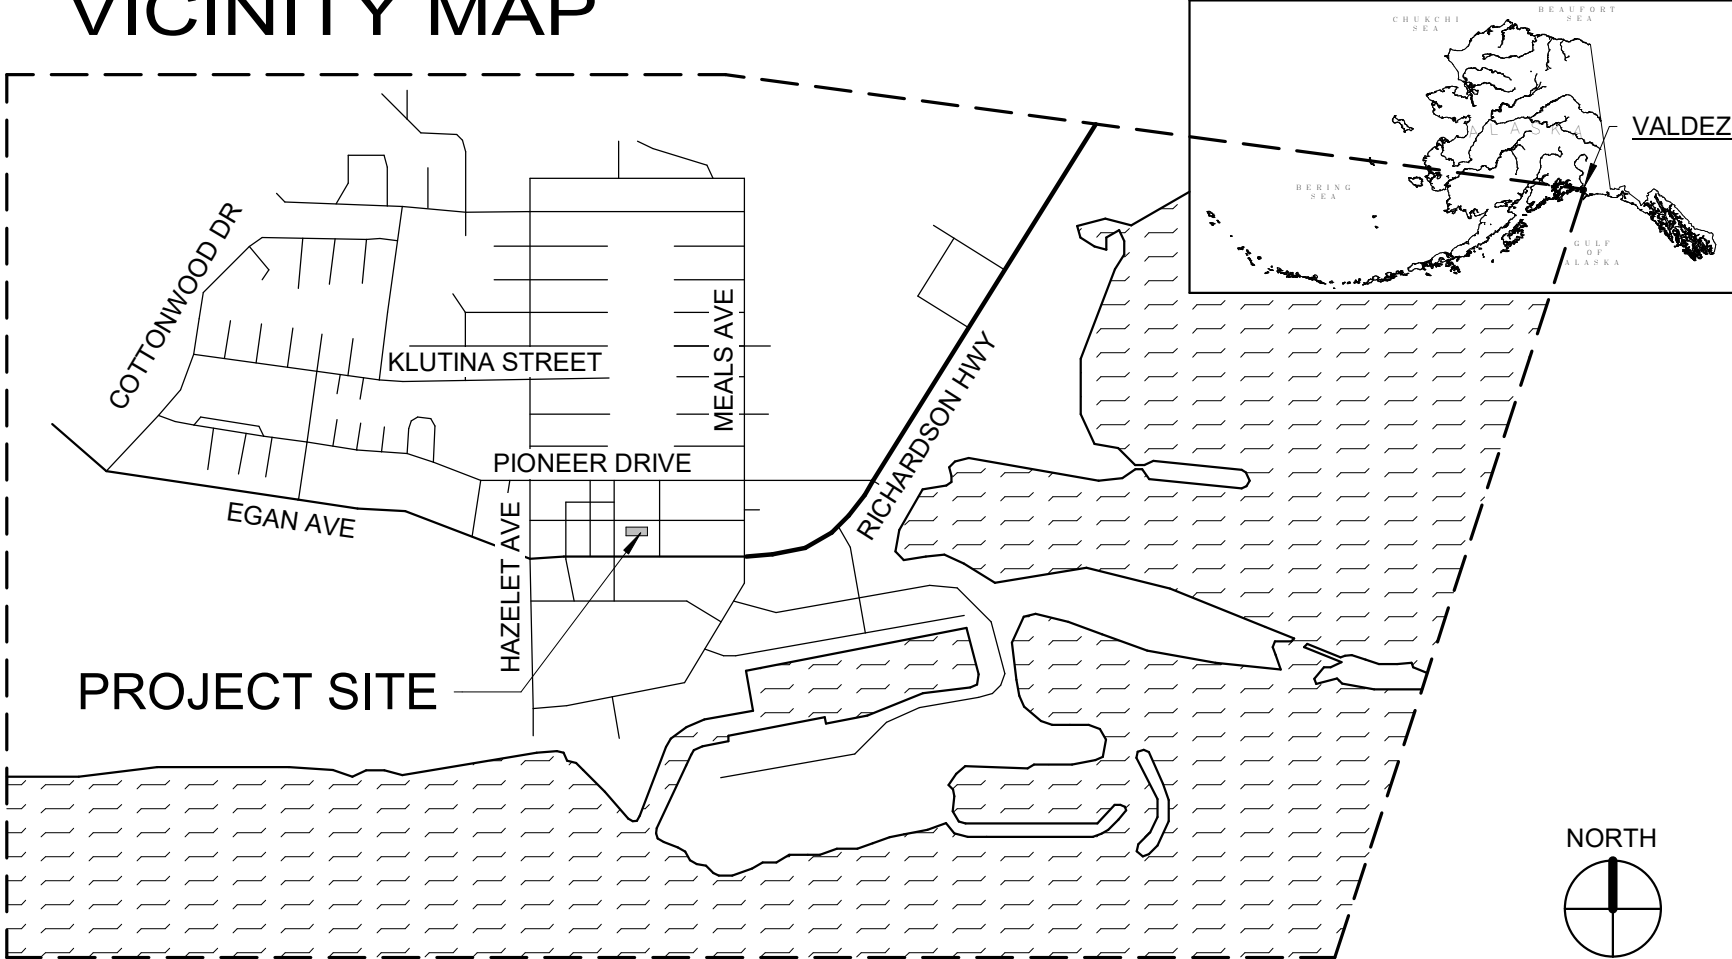 VICINITY MAP
CHUKCHI
SEA
BEAUFORT
SEA
ALASKA
VALDEZ
BERING
SEA
GULF
OF
ALASKA
COTTONWOOD DR
KLUTINA STREET
MEALS AVE
RICHARDSON HWY
PIONEER DRIVE
EGAN AVE
HAZELET AVE
PROJECT SITE
NORTH